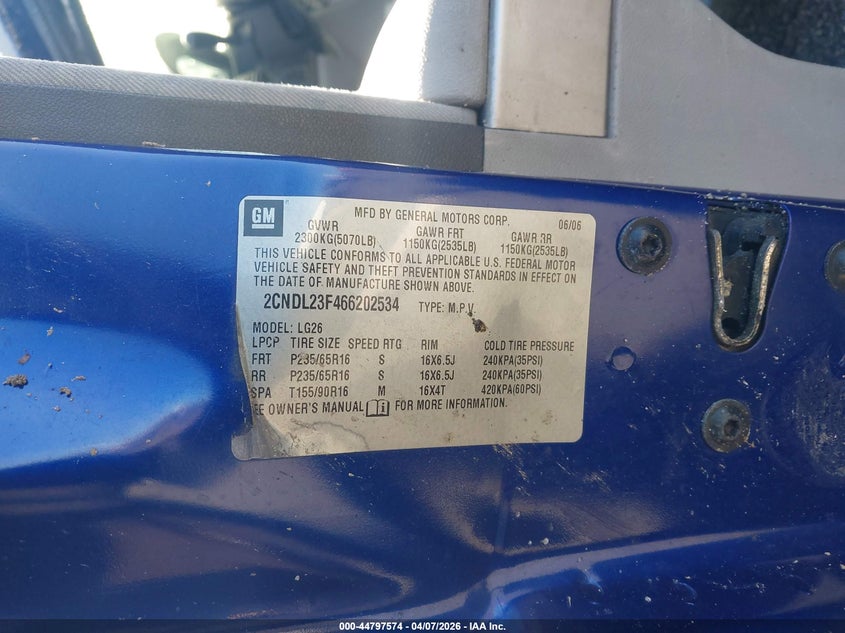 GM
MFD BY GENERAL MOTORS CORP. 06/06
GVWR GAWR FRT GAWR RR
2300KG(5070LB) 1150KG(2535LB) 1150KG(2535LB)
THIS VEHICLE CONFORMS TO ALL APPLICABLE U.S. FEDERAL MOTOR
VEHICLE SAFETY AND THEFT PREVENTION STANDARDS IN EFFECT ON
THE DATE OF MANUFACTURE SHOWN ABOVE.
2CNDL23F466202534 TYPE: M.P.V
MODEL: LG26
LPCP TIRE SIZE SPEED RTG RIM COLD TIRE PRESSURE
FRT P235/65R16 S 16X6.5J 240KPA(35PSI)
RR P235/65R16 S 16X6.5J 240KPA(35PSI)
SPA T155/90R16 M 16X4T 420KPA(60PSI)
EE OWNER'S MANUAL FOR MORE INFORMATION.
000-44797574 | 04/07/2026 | IAA Inc.